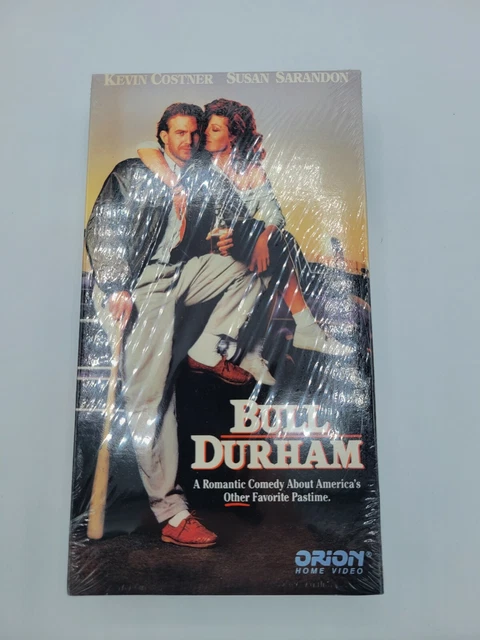 KEVIN COSTNER SUSAN SARANDON
BULL
DURHAM
A Romantic Comedy About America's
Other Favorite Pastime.
ORION®
HOME VIDEO